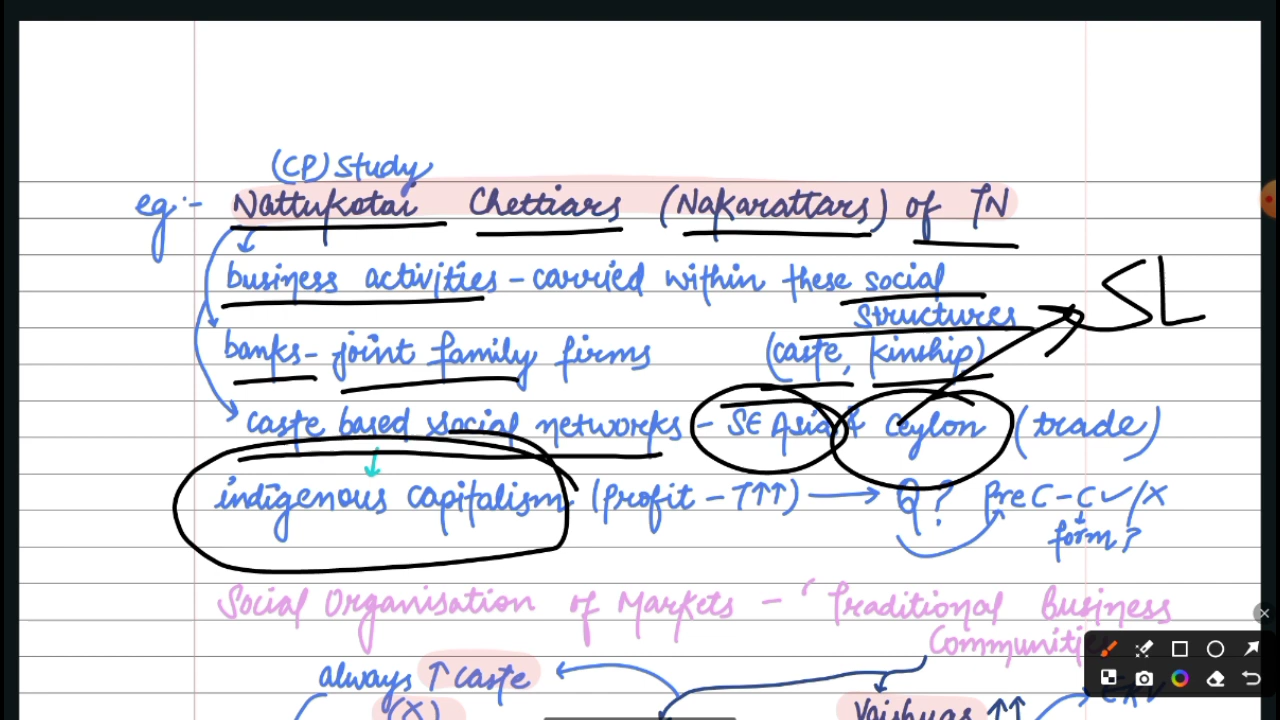 (CP) Study
eg:- Nattukotai Chettiars (Nakarattars) of TN
business activities - carried within these social
structures
banks - joint family firms (caste, kinship)
SL
caste based social networks - SE Asia & Ceylon (trade)
indigenous capitalism (profit - T↑↑↑) → Q? Pre C - C ✓/X
form?
Social Organisation of Markets - 'Traditional Business
Communities
always ↑ caste
(X)
Vaishyas ↑↑